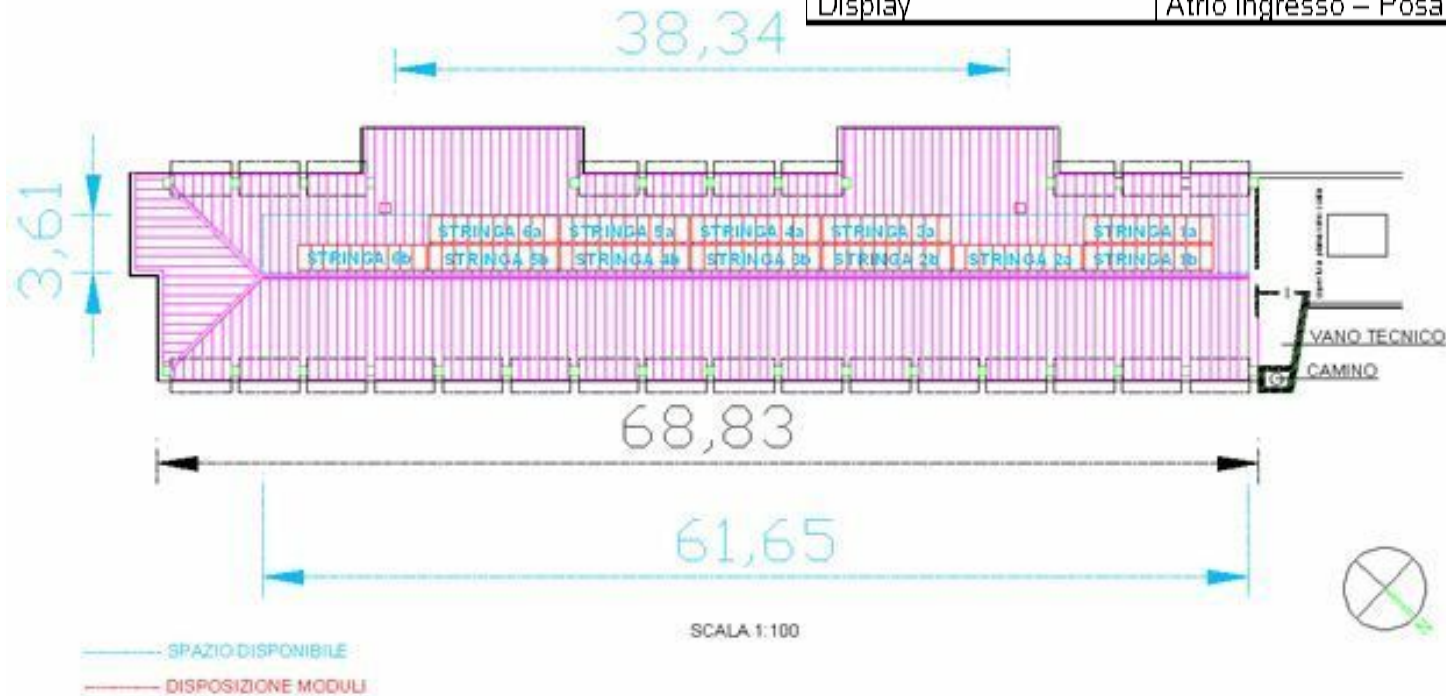 Display Atrio Ingresso – Posa
38,34
3,61
STRINGA 6a STRINGA 5a STRINGA 4a STRINGA 3a STRINGA 1a
STRINGA 6b STRINGA 5b STRINGA 4b STRINGA 3b STRINGA 2b STRINGA 2a STRINGA 1b
VANO TECNICO
CAMINO
68,83
61,65
N
SCALA 1:100
SPAZIO DISPONIBILE
DISPOSIZIONE MODULI